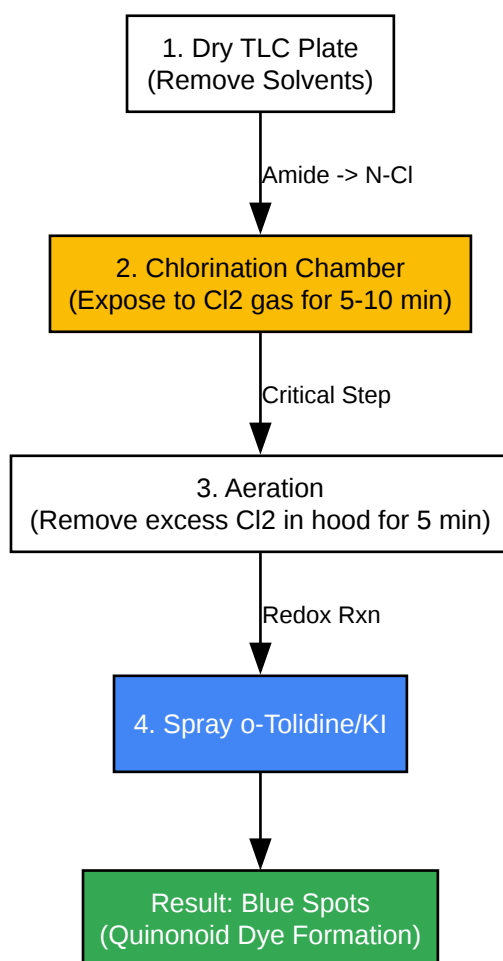 1. Dry TLC Plate
(Remove Solvents)
Amide -> N-Cl
2. Chlorination Chamber
(Expose to Cl2 gas for 5-10 min)
Critical Step
3. Aeration
(Remove excess Cl2 in hood for 5 min)
Redox Rxn
4. Spray o-Tolidine/KI
Result: Blue Spots
(Quinonoid Dye Formation)